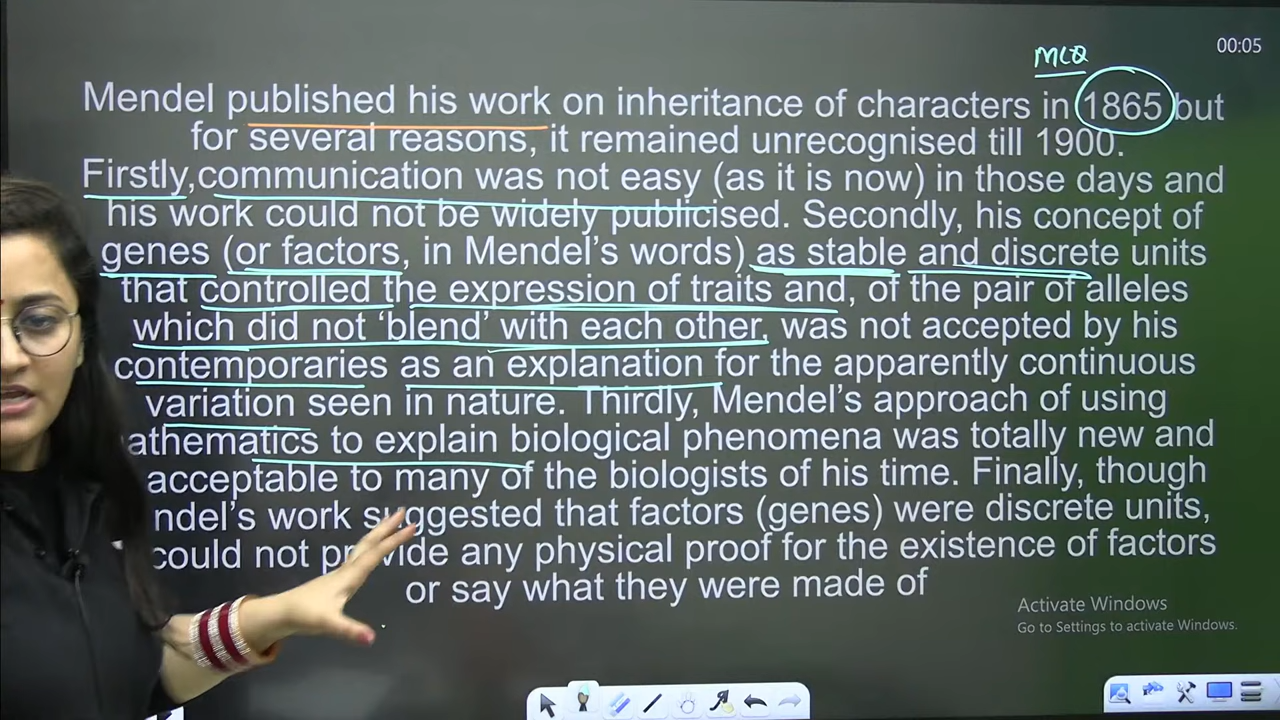 MCQ
00:05
Mendel published his work on inheritance of characters in 1865 but
for several reasons, it remained unrecognised till 1900.
Firstly,communication was not easy (as it is now) in those days and
his work could not be widely publicised. Secondly, his concept of
genes (or factors, in Mendel’s words) as stable and discrete units
that controlled the expression of traits and, of the pair of alleles
which did not ‘blend’ with each other, was not accepted by his
contemporaries as an explanation for the apparently continuous
variation seen in nature. Thirdly, Mendel’s approach of using
athematics to explain biological phenomena was totally new and
acceptable to many of the biologists of his time. Finally, though
ndel’s work suggested that factors (genes) were discrete units,
could not provide any physical proof for the existence of factors
or say what they were made of
Activate Windows
Go to Settings to activate Windows.